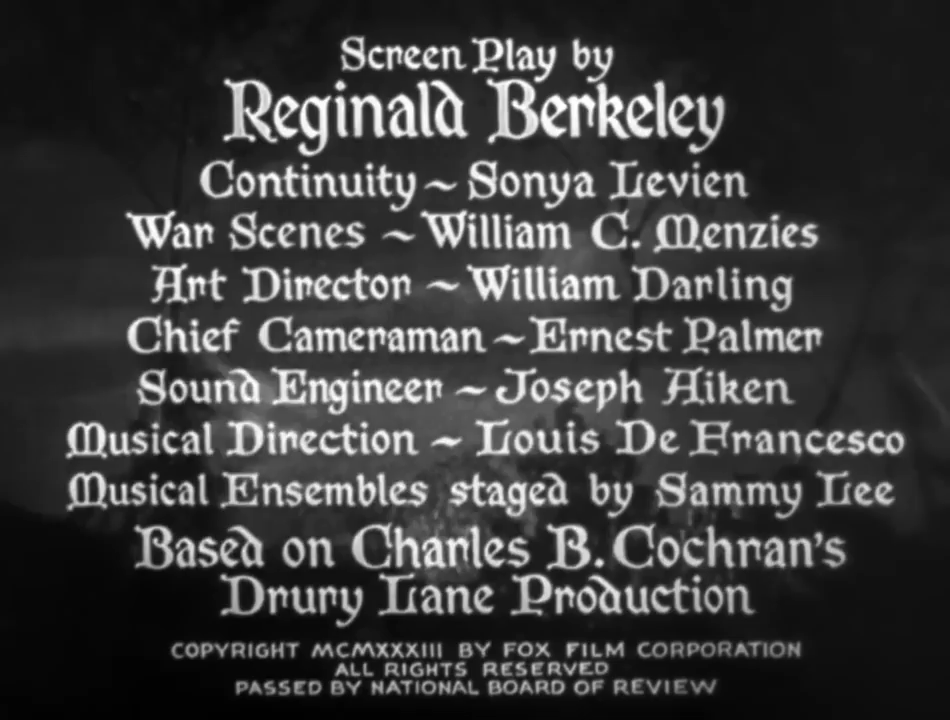 Screen Play by
Reginald Berkeley
Continuity ~ Sonya Levien
War Scenes ~ William C. Menzies
Art Director ~ William Darling
Chief Cameraman ~ Ernest Palmer
Sound Engineer ~ Joseph Aiken
Musical Direction ~ Louis De Francesco
Musical Ensembles staged by Sammy Lee
Based on Charles B. Cochran's
Drury Lane Production
COPYRIGHT MCMXXXIII BY FOX FILM CORPORATION
ALL RIGHTS RESERVED
PASSED BY NATIONAL BOARD OF REVIEW